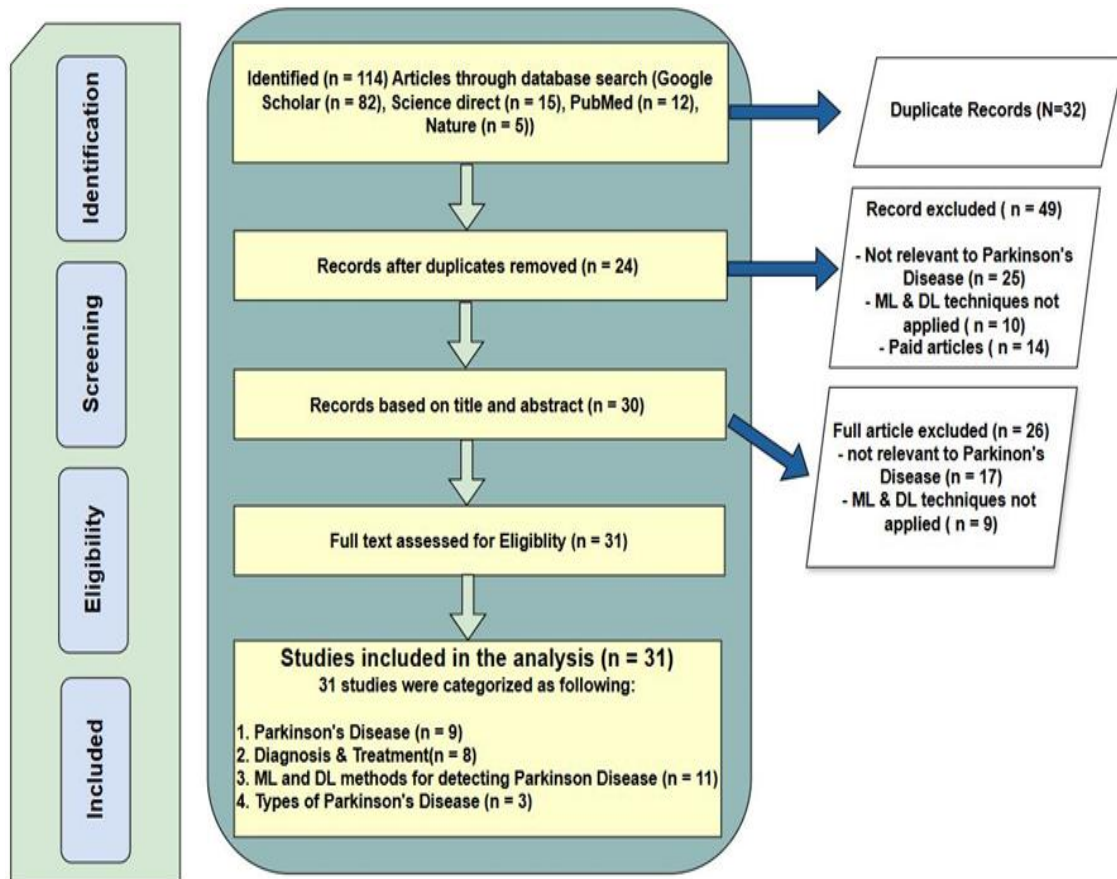 Identification
Screening
Eligibility
Included
Identified (n = 114) Articles through database search (Google
Scholar (n = 82), Science direct (n = 15), PubMed (n = 12),
Nature (n = 5))
Duplicate Records (N=32)
Records after duplicates removed (n = 24)
Record excluded ( n = 49)
- Not relevant to Parkinson's
Disease (n = 25)
- ML & DL techniques not
applied ( n = 10)
- Paid articles ( n = 14)
Records based on title and abstract (n = 30)
Full article excluded (n = 26)
- not relevant to Parkinon's
Disease (n = 17)
- ML & DL techniques not
applied ( n = 9)
Full text assessed for Eligiblity (n = 31)
Studies included in the analysis (n = 31)
31 studies were categorized as following:
1. Parkinson's Disease (n = 9)
2. Diagnosis & Treatment(n = 8)
3. ML and DL methods for detecting Parkinson Disease (n = 11)
4. Types of Parkinson's Disease (n = 3)